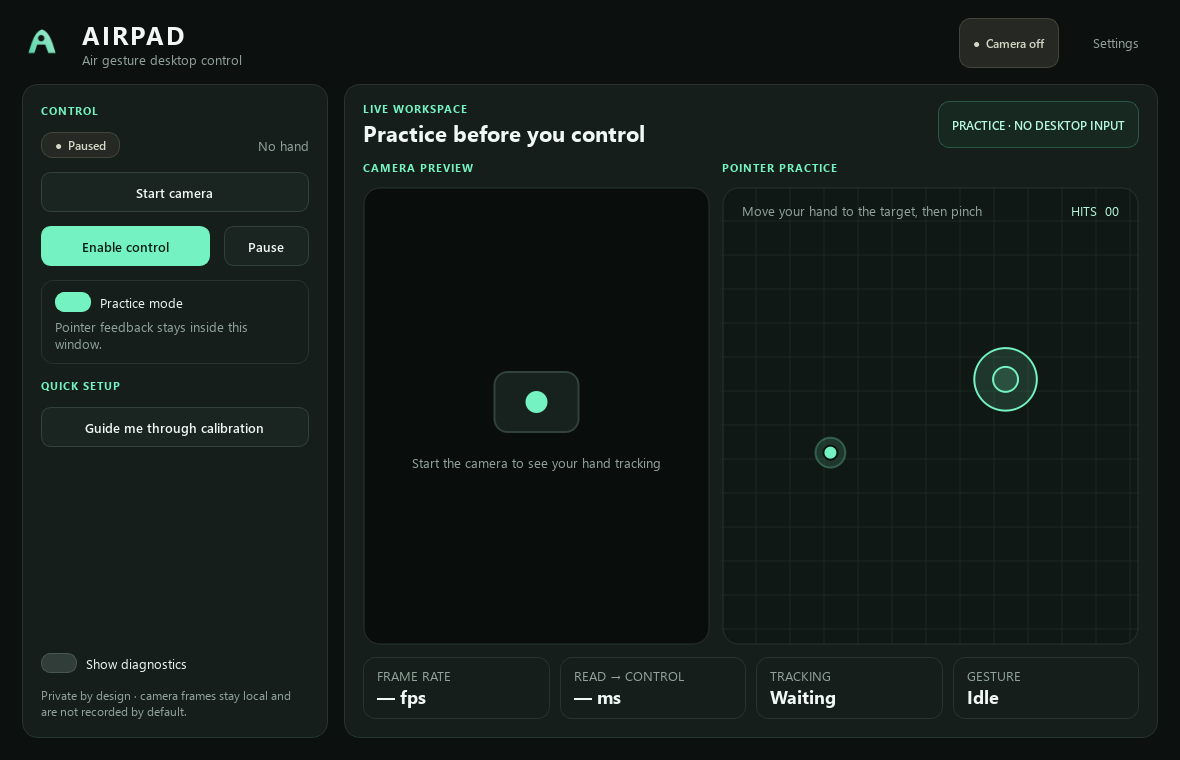 AIRPAD
Air gesture desktop control
● Camera off
Settings
CONTROL
● Paused
No hand
Start camera
Enable control
Pause
Practice mode
Pointer feedback stays inside this
window.
QUICK SETUP
Guide me through calibration
Show diagnostics
Private by design · camera frames stay local and
are not recorded by default.
LIVE WORKSPACE
Practice before you control
PRACTICE · NO DESKTOP INPUT
CAMERA PREVIEW
Start the camera to see your hand tracking
POINTER PRACTICE
Move your hand to the target, then pinch
HITS 00
FRAME RATE
— fps
READ → CONTROL
— ms
TRACKING
Waiting
GESTURE
Idle